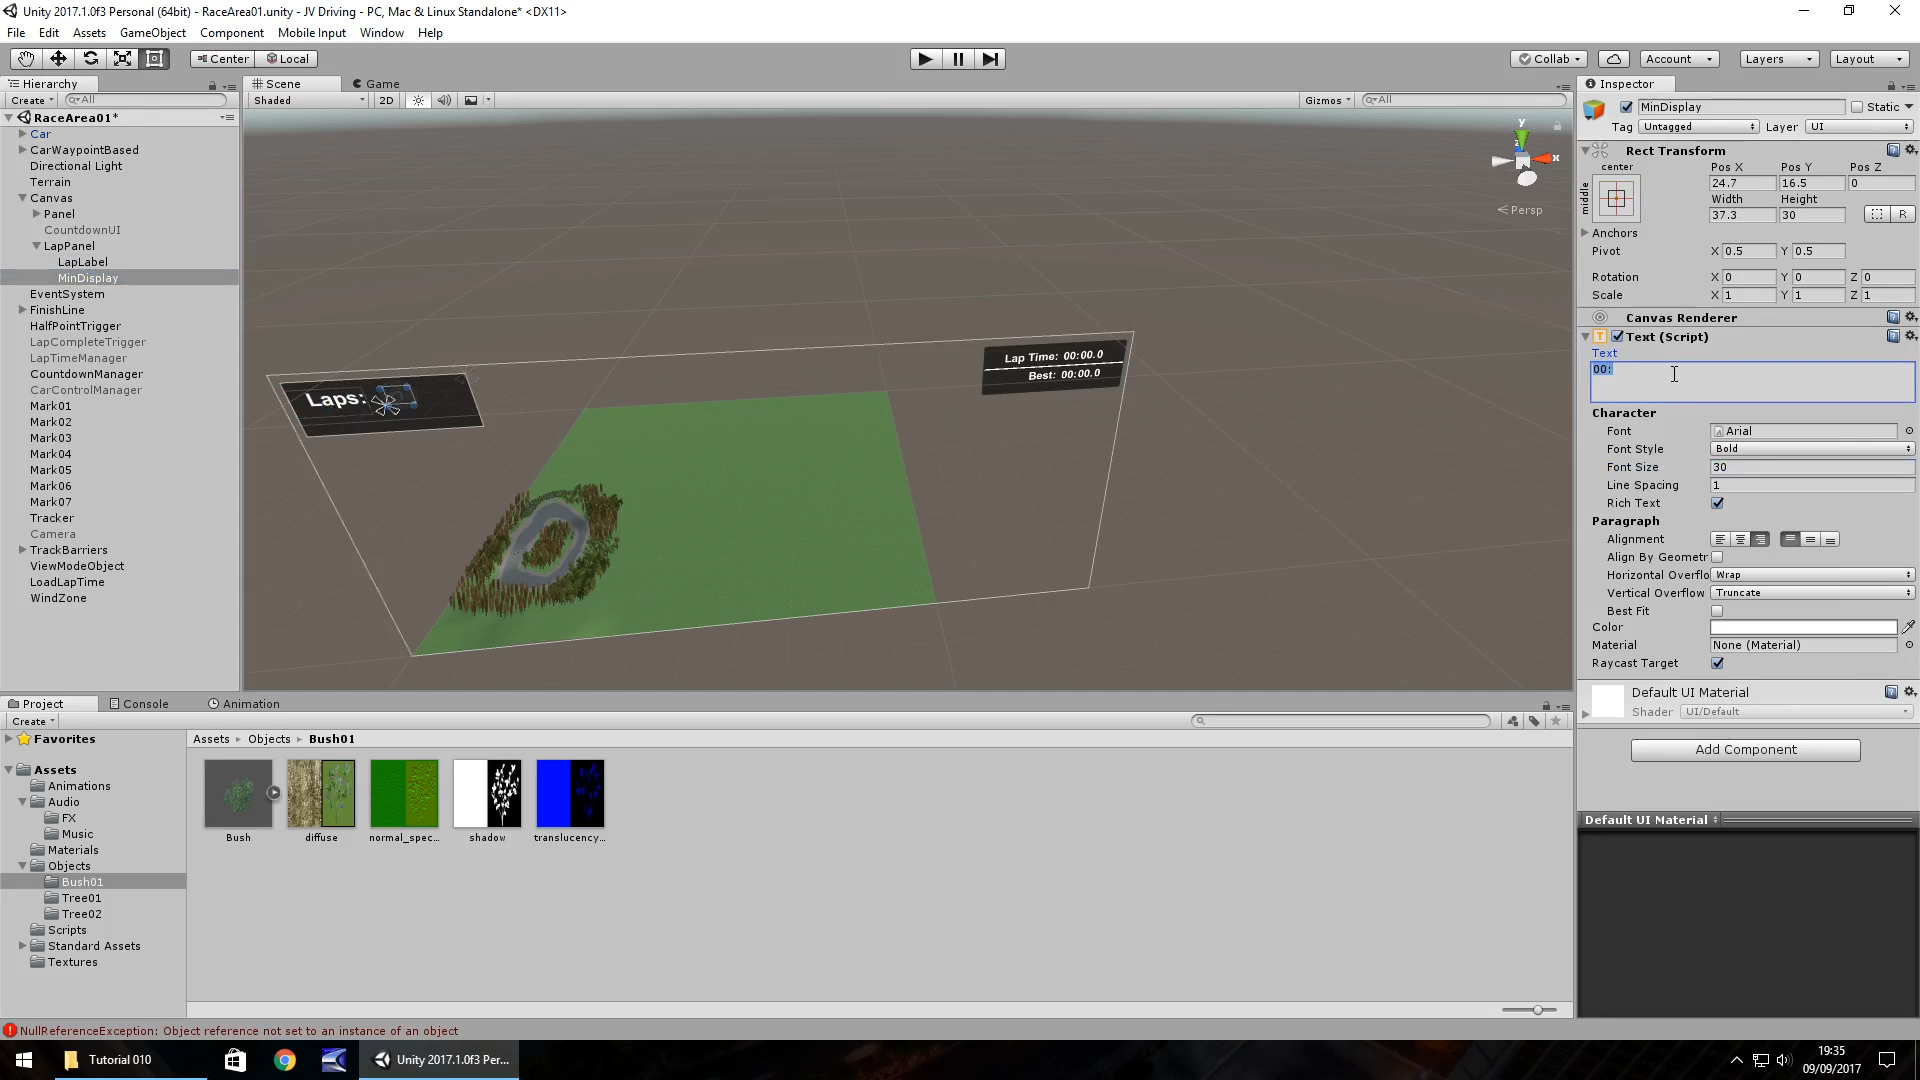 Unity 2017.1.0f3 Personal (64bit) - RaceArea01.unity - JV Driving - PC, Mac & Linux Standalone* <DX11>
File Edit Assets GameObject Component Mobile Input Window Help
Center Local Collab Account Layers Layout
Hierarchy
Create All
RaceArea01*
Car
CarWaypointBased
Directional Light
Terrain
Canvas
Panel
CountdownUI
LapPanel
LapLabel
MinDisplay
EventSystem
FinishLine
HalfPointTrigger
LapCompleteTrigger
LapTimeManager
CountdownManager
CarControlManager
Mark01
Mark02
Mark03
Mark04
Mark05
Mark06
Mark07
Tracker
Camera
TrackBarriers
ViewModeObject
LoadLapTime
WindZone
Scene Game
Shaded 2D Gizmos All
y
x
Persp
Laps:
Lap Time: 00:00.0
Best: 00:00.0
Inspector
MinDisplay Static
Tag Untagged Layer UI
Rect Transform
center Pos X Pos Y Pos Z
middle 24.7 16.5 0
Width Height
37.3 30 R
Anchors
Pivot X 0.5 Y 0.5
Rotation X 0 Y 0 Z 0
Scale X 1 Y 1 Z 1
Canvas Renderer
Text (Script)
Text
00:
Character
Font Arial
Font Style Bold
Font Size 30
Line Spacing 1
Rich Text
Paragraph
Alignment
Align By Geometr
Horizontal Overflo Wrap
Vertical Overflow Truncate
Best Fit
Color
Material None (Material)
Raycast Target
Default UI Material
Shader UI/Default
Add Component
Default UI Material
Project Console Animation
Create
Favorites
Assets
Animations
Audio
FX
Music
Materials
Objects
Bush01
Tree01
Tree02
Scripts
Standard Assets
Textures
Assets Objects Bush01
Bush diffuse normal_spec... shadow translucency...
NullReferenceException: Object reference not set to an instance of an object
Tutorial 010 Unity 2017.1.0f3 Per...
19:35
09/09/2017